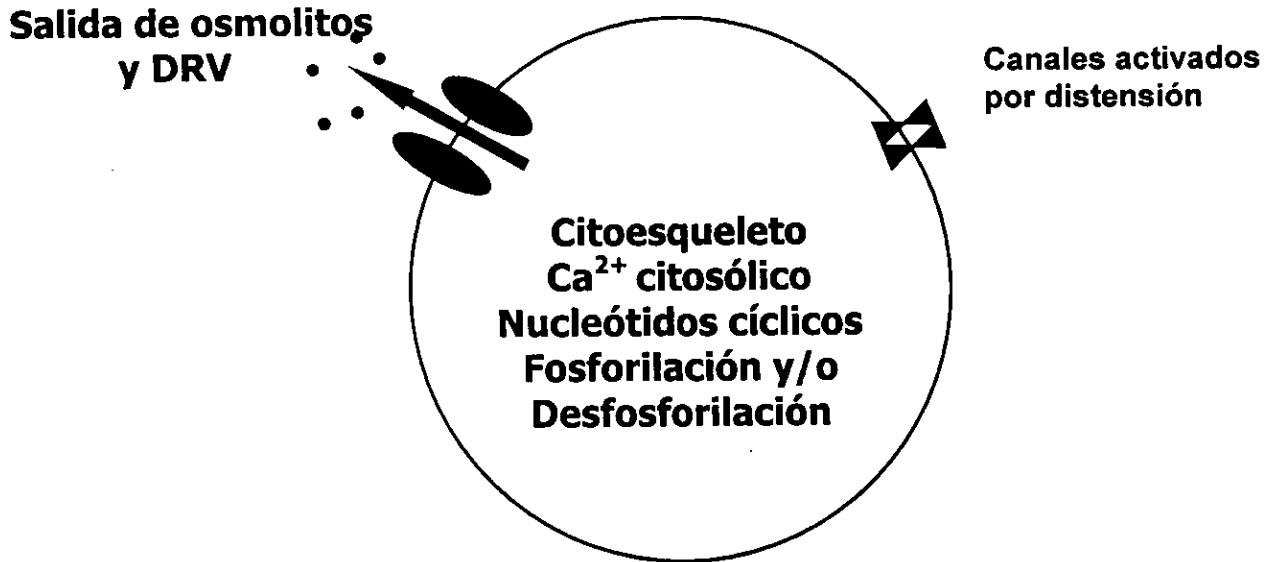 Salida de osmolitos
y DRV
Canales activados
por distensión
Citoesqueleto
Ca²⁺ citosólico
Nucleótidos cíclicos
Fosforilación y/o
Desfosforilación